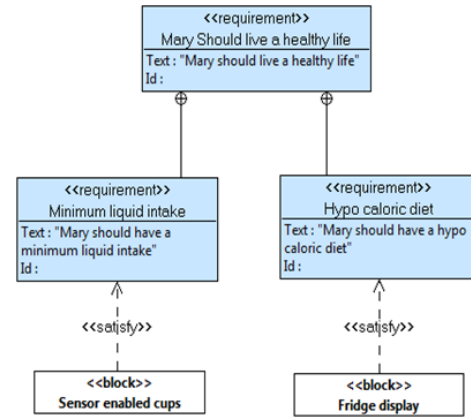 <<requirement>>
Mary Should live a healthy life
Text : "Mary should live a healthy life"
Id :
<<requirement>>
Minimum liquid intake
Text : "Mary should have a
minimum liquid intake"
Id :
<<requirement>>
Hypo caloric diet
Text : "Mary should have a hypo
caloric diet"
Id :
<<satisfy>>
<<satisfy>>
<<block>>
Sensor enabled cups
<<block>>
Fridge display